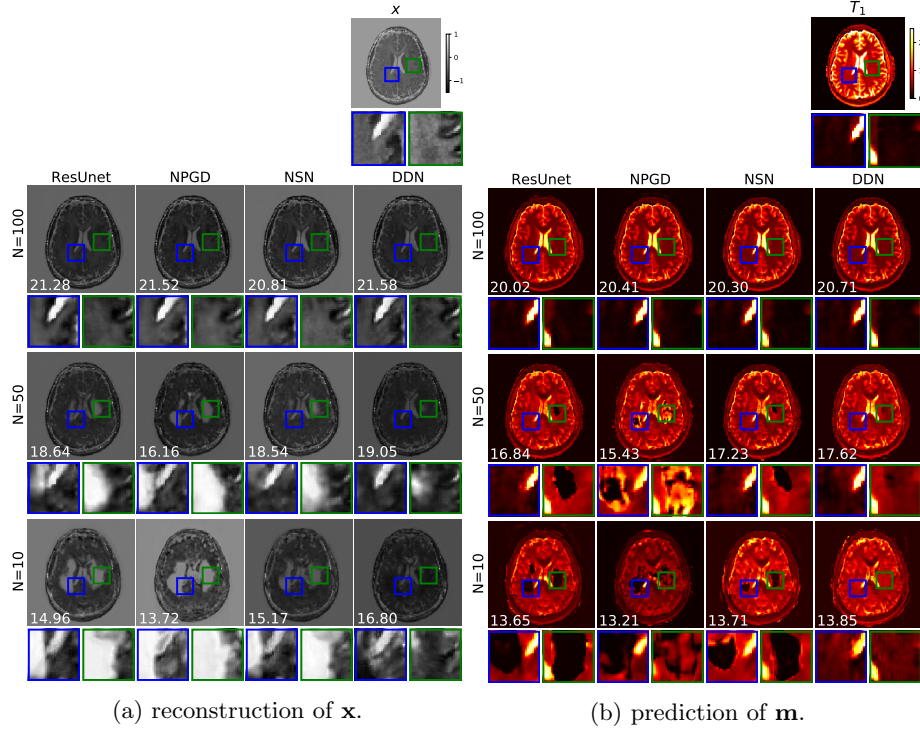 x
1
0
−1
T1
ResUnet NPGD NSN DDN
N=100
21.28 21.52 20.81 21.58
N=50
18.64 16.16 18.54 19.05
N=10
14.96 13.72 15.17 16.80
(a) reconstruction of x.
ResUnet NPGD NSN DDN
N=100
20.02 20.41 20.30 20.71
N=50
16.84 15.43 17.23 17.62
N=10
13.65 13.21 13.71 13.85
(b) prediction of m.